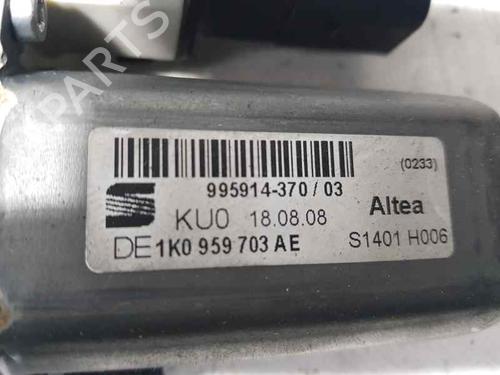 PARTS
(0233)
995914-370 / 03
KU0 18.08.08 Altea
DE 1K0 959 703 AE S1401 H006